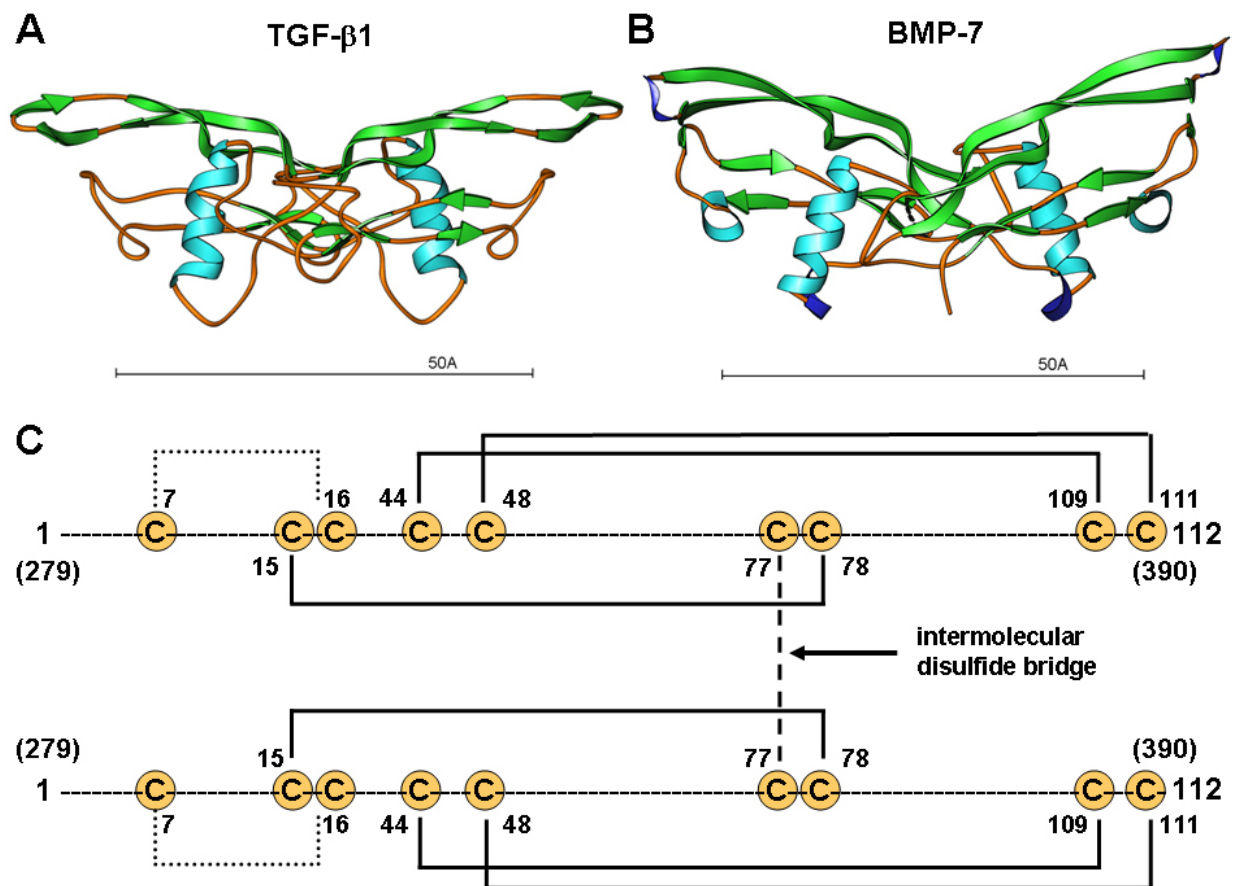 A
TGF-β1
B
BMP-7
50A
50A
C
7
16
44
48
109
111
1
C
C
C
C
C
C
C
C
C
112
(279)
15
77
78
(390)
intermolecular
disulfide bridge
(279)
15
77
78
(390)
1
C
C
C
C
C
C
C
C
C
112
7
16
44
48
109
111